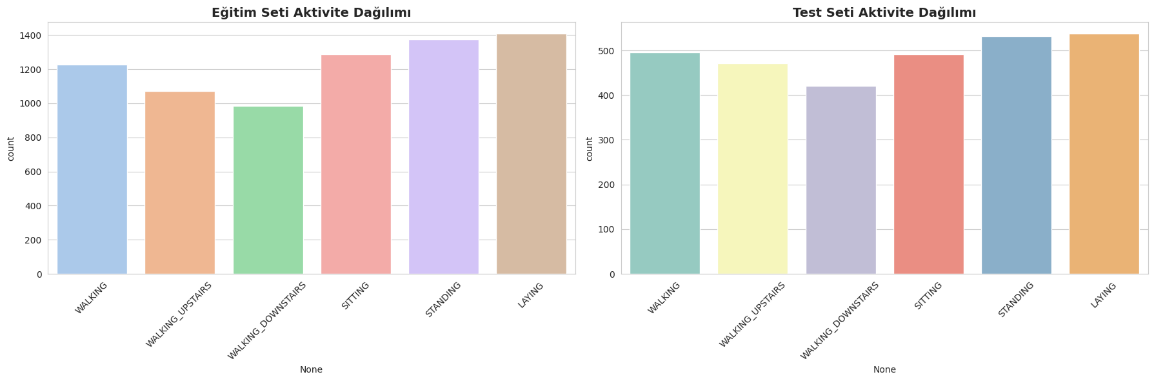 Eğitim Seti Aktivite Dağılımı
1400
1200
1000
800
600
400
200
0
count
WALKING
WALKING_UPSTAIRS
WALKING_DOWNSTAIRS
SITTING
STANDING
LAYING
None
Test Seti Aktivite Dağılımı
500
400
300
200
100
0
count
WALKING
WALKING_UPSTAIRS
WALKING_DOWNSTAIRS
SITTING
STANDING
LAYING
None